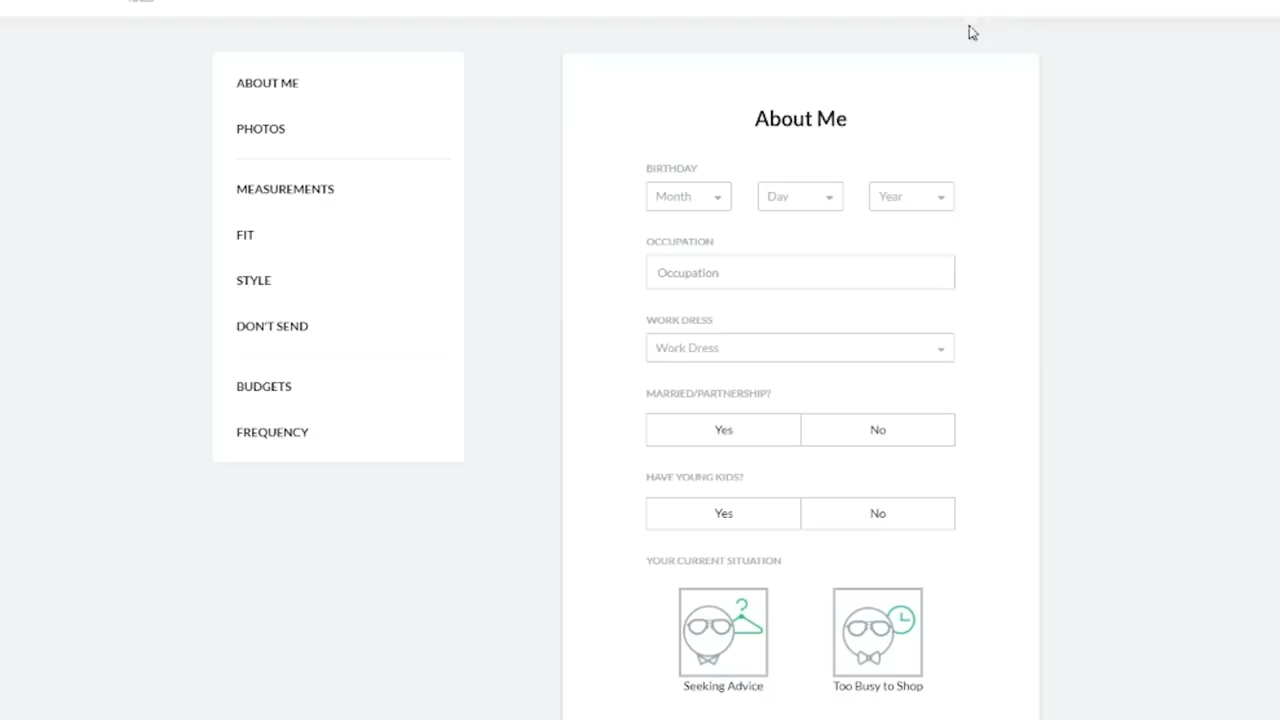 ABOUT ME
PHOTOS
MEASUREMENTS
FIT
STYLE
DON'T SEND
BUDGETS
FREQUENCY
About Me
BIRTHDAY
Month Day Year
OCCUPATION
Occupation
WORK DRESS
Work Dress
MARRIED/PARTNERSHIP?
Yes No
HAVE YOUNG KIDS?
Yes No
YOUR CURRENT SITUATION
Seeking Advice Too Busy to Shop